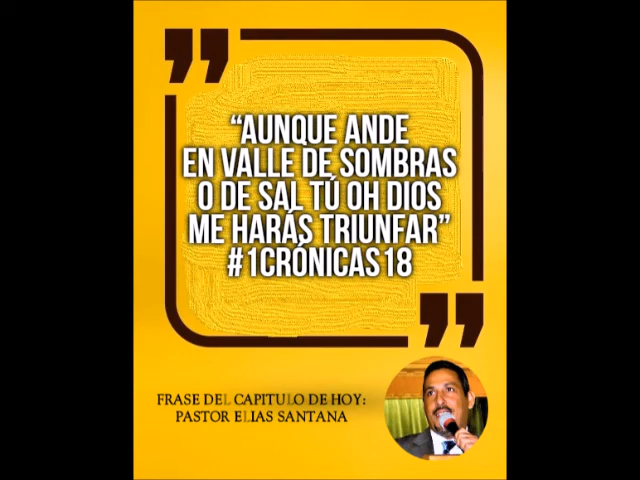 “AUNQUE ANDE
EN VALLE DE SOMBRAS
O DE SAL TÚ OH DIOS
ME HARÁS TRIUNFAR”
#1CRÓNICAS18
FRASE DEL CAPITULO DE HOY:
PASTOR ELIAS SANTANA